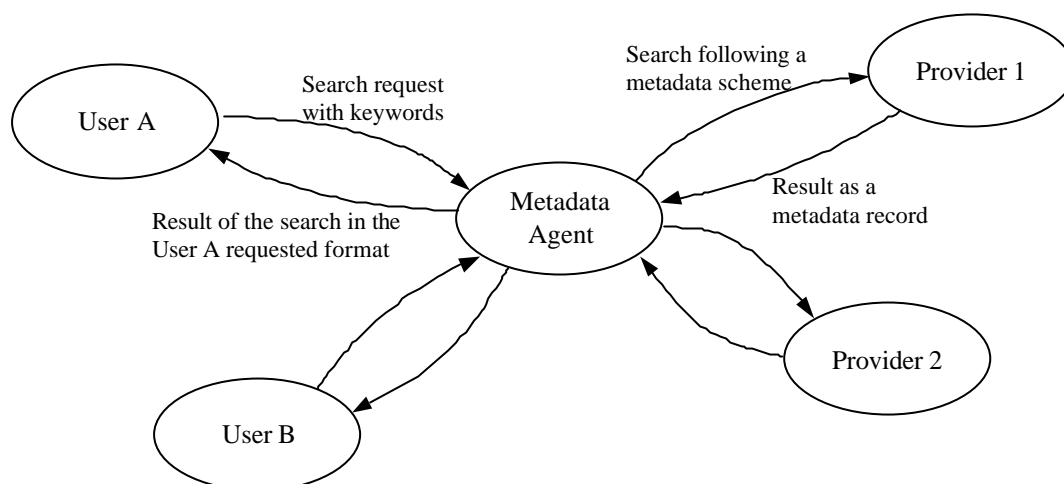 Search request
with keywords
User A
Result of the search in the
User A requested format
Search following a
metadata scheme
Provider 1
Result as a
metadata record
Metadata
Agent
Provider 2
User B